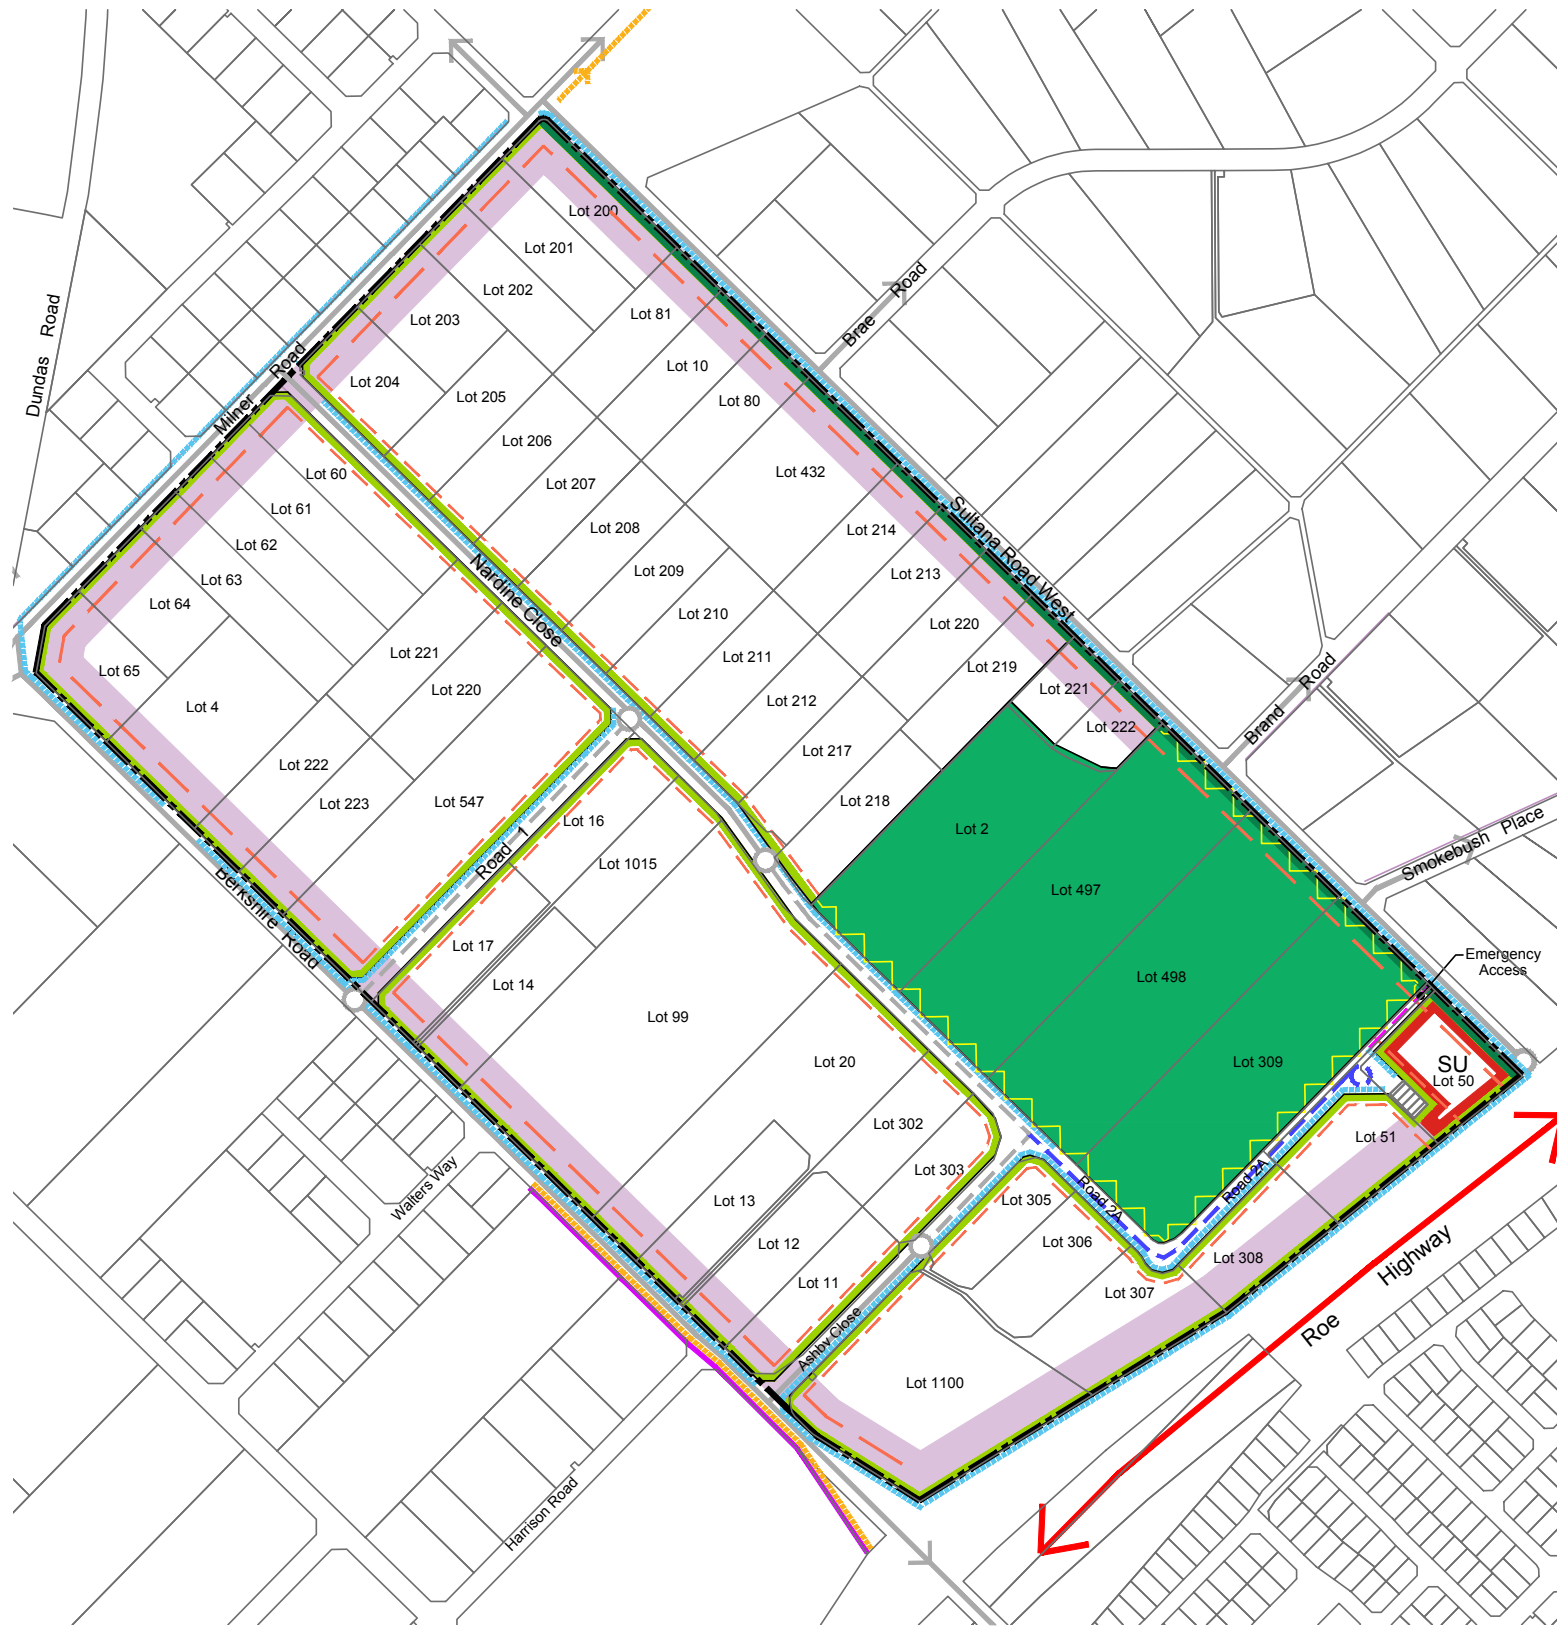 Lot 200
Lot 201
Lot 202
Lot 203
Lot 204
Lot 205
Lot 206
Lot 207
Lot 208
Lot 209
Lot 210
Lot 211
Lot 212
Lot 217
Lot 218
Lot 81
Lot 10
Lot 80
Lot 432
Lot 214
Lot 213
Lot 220
Lot 219
Lot 221
Lot 222
Brae Road
Dundas Road
Milner Road
Sultana Road West
Nardine Close
Brand Road
Smokebush Place
Lot 60
Lot 61
Lot 62
Lot 63
Lot 64
Lot 65
Lot 4
Lot 221
Lot 220
Lot 222
Lot 223
Lot 547
Road 1
Berkshire Road
Lot 16
Lot 1015
Lot 17
Lot 14
Lot 99
Lot 20
Lot 302
Lot 303
Lot 13
Lot 12
Lot 11
Lot 2
Lot 497
Lot 498
Lot 309
Emergency
Access
SU
Lot 50
Lot 51
Lot 305
Lot 306
Lot 307
Lot 308
Road 2A
Road 2A
Ashby Close
Lot 1100
Walters Way
Harrison Road
Roe Highway